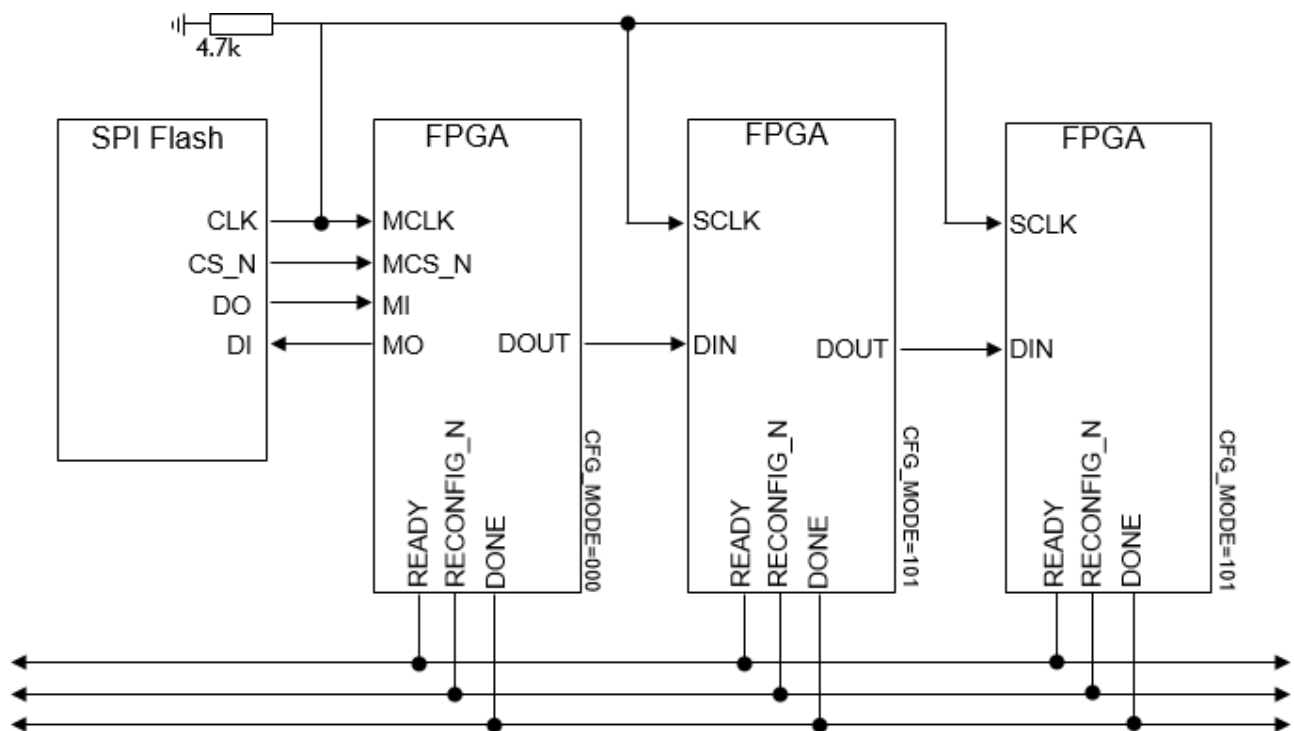 4.7k
SPI Flash
CLK
CS_N
DO
DI
FPGA
MCLK
MCS_N
MI
MO
DOUT
READY
RECONFIG_N
DONE
CFG_MODE=000
FPGA
SCLK
DIN
DOUT
READY
RECONFIG_N
DONE
CFG_MODE=101
FPGA
SCLK
DIN
READY
RECONFIG_N
DONE
CFG_MODE=101